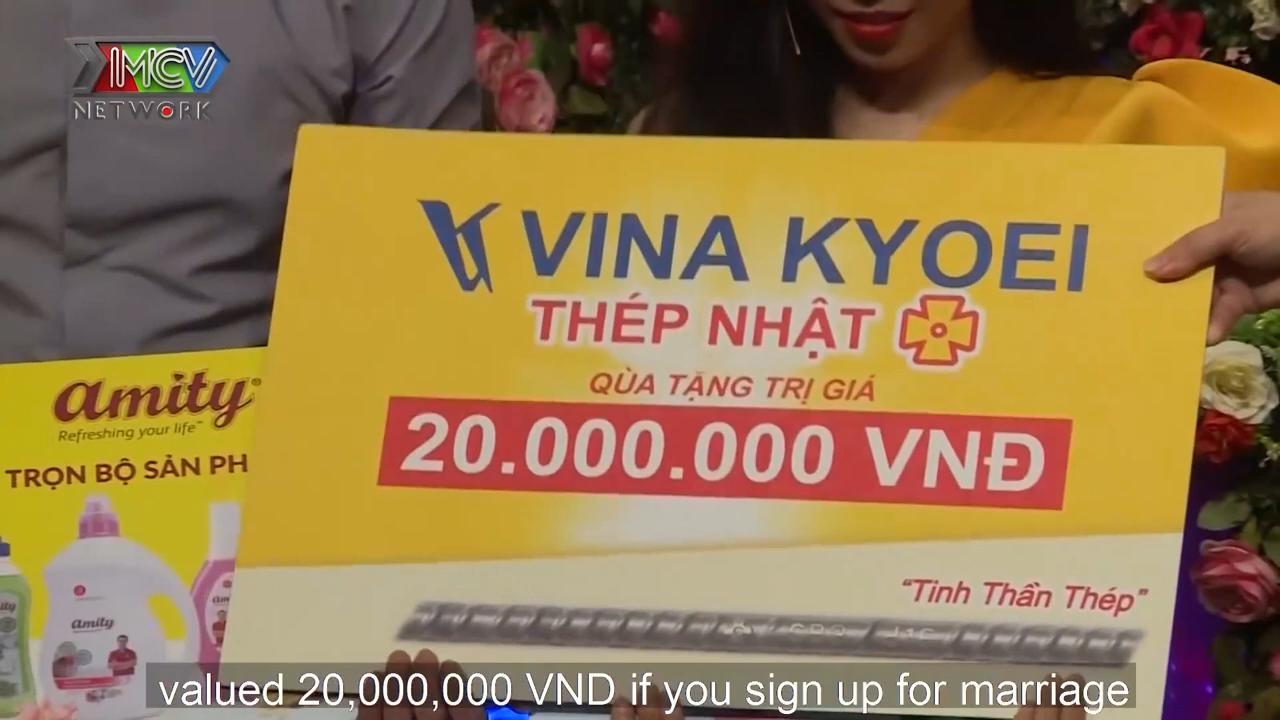 MCV
NETWORK
VINA KYOEI
THÉP NHẬT
QÙA TẶNG TRỊ GIÁ
20.000.000 VNĐ
"Tinh Thần Thép"
amity®
Refreshing your life™
TRỌN BỘ SẢN PH
amity
valued 20,000,000 VND if you sign up for marriage